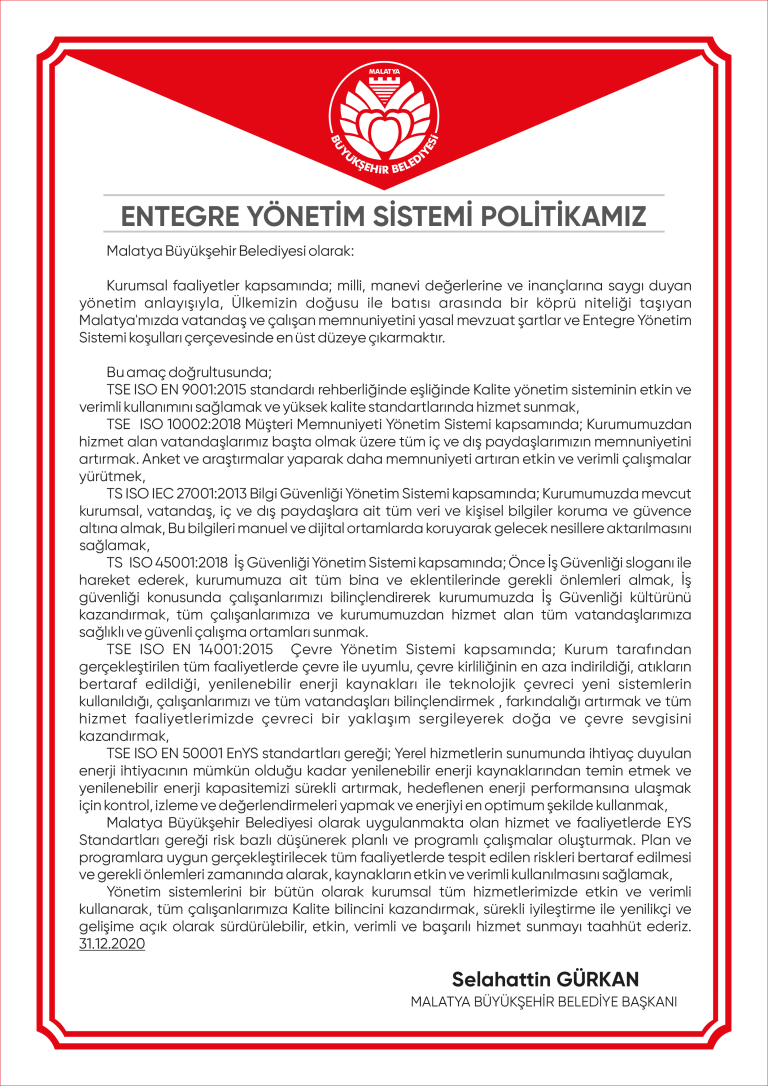 MALATYA
BÜYÜKŞEHİR BELEDİYESİ
ENTEGRE YÖNETİM SİSTEMİ POLİTİKAMIZ
Malatya Büyükşehir Belediyesi olarak:
Kurumsal faaliyetler kapsamında; milli, manevi değerlerine ve inançlarına saygı duyan
yönetim anlayışıyla, Ülkemizin doğusu ile batısı arasında bir köprü niteliği taşıyan
Malatya'mızda vatandaş ve çalışan memnuniyetini yasal mevzuat şartlar ve Entegre Yönetim
Sistemi koşulları çerçevesinde en üst düzeye çıkarmaktır.
Bu amaç doğrultusunda;
TSE ISO EN 9001:2015 standardı rehberliğinde eşliğinde Kalite yönetim sisteminin etkin ve
verimli kullanımını sağlamak ve yüksek kalite standartlarında hizmet sunmak,
TSE ISO 10002:2018 Müşteri Memnuniyeti Yönetim Sistemi kapsamında; Kurumumuzdan
hizmet alan vatandaşlarımız başta olmak üzere tüm iç ve dış paydaşlarımızın memnuniyetini
artırmak. Anket ve araştırmalar yaparak daha memnuniyeti artıran etkin ve verimli çalışmalar
yürütmek,
TS ISO IEC 27001:2013 Bilgi Güvenliği Yönetim Sistemi kapsamında; Kurumumuzda mevcut
kurumsal, vatandaş, iç ve dış paydaşlara ait tüm veri ve kişisel bilgiler koruma ve güvence
altına almak, Bu bilgileri manuel ve dijital ortamlarda koruyarak gelecek nesillere aktarılmasını
sağlamak,
TS ISO 45001:2018 İş Güvenliği Yönetim Sistemi kapsamında; Önce İş Güvenliği sloganı ile
hareket ederek, kurumumuza ait tüm bina ve eklentilerinde gerekli önlemleri almak, İş
güvenliği konusunda çalışanlarımızı bilinçlendirerek kurumumuzda İş Güvenliği kültürünü
kazandırmak, tüm çalışanlarımıza ve kurumumuzdan hizmet alan tüm vatandaşlarımıza
sağlıklı ve güvenli çalışma ortamları sunmak.
TSE ISO EN 14001:2015 Çevre Yönetim Sistemi kapsamında; Kurum tarafından
gerçekleştirilen tüm faaliyetlerde çevre ile uyumlu, çevre kirliliğinin en aza indirildiği, atıkların
bertaraf edildiği, yenilenebilir enerji kaynakları ile teknolojik çevreci yeni sistemlerin
kullanıldığı, çalışanlarımızı ve tüm vatandaşları bilinçlendirmek , farkındalığı artırmak ve tüm
hizmet faaliyetlerimizde çevreci bir yaklaşım sergileyerek doğa ve çevre sevgisini
kazandırmak,
TSE ISO EN 50001 EnYS standartları gereği; Yerel hizmetlerin sunumunda ihtiyaç duyulan
enerji ihtiyacının mümkün olduğu kadar yenilenebilir enerji kaynaklarından temin etmek ve
yenilenebilir enerji kapasitemizi sürekli artırmak, hedeflenen enerji performansına ulaşmak
için kontrol, izleme ve değerlendirmeleri yapmak ve enerjiyi en optimum şekilde kullanmak,
Malatya Büyükşehir Belediyesi olarak uygulanmakta olan hizmet ve faaliyetlerde EYS
Standartları gereği risk bazlı düşünerek planlı ve programlı çalışmalar oluşturmak. Plan ve
programlara uygun gerçekleştirilecek tüm faaliyetlerde tespit edilen riskleri bertaraf edilmesi
ve gerekli önlemleri zamanında alarak, kaynakların etkin ve verimli kullanılmasını sağlamak,
Yönetim sistemlerini bir bütün olarak kurumsal tüm hizmetlerimizde etkin ve verimli
kullanarak, tüm çalışanlarımıza Kalite bilincini kazandırmak, sürekli iyileştirme ile yenilikçi ve
gelişime açık olarak sürdürülebilir, etkin, verimli ve başarılı hizmet sunmayı taahhüt ederiz.
31.12.2020
Selahattin GÜRKAN
MALATYA BÜYÜKŞEHİR BELEDİYE BAŞKANI